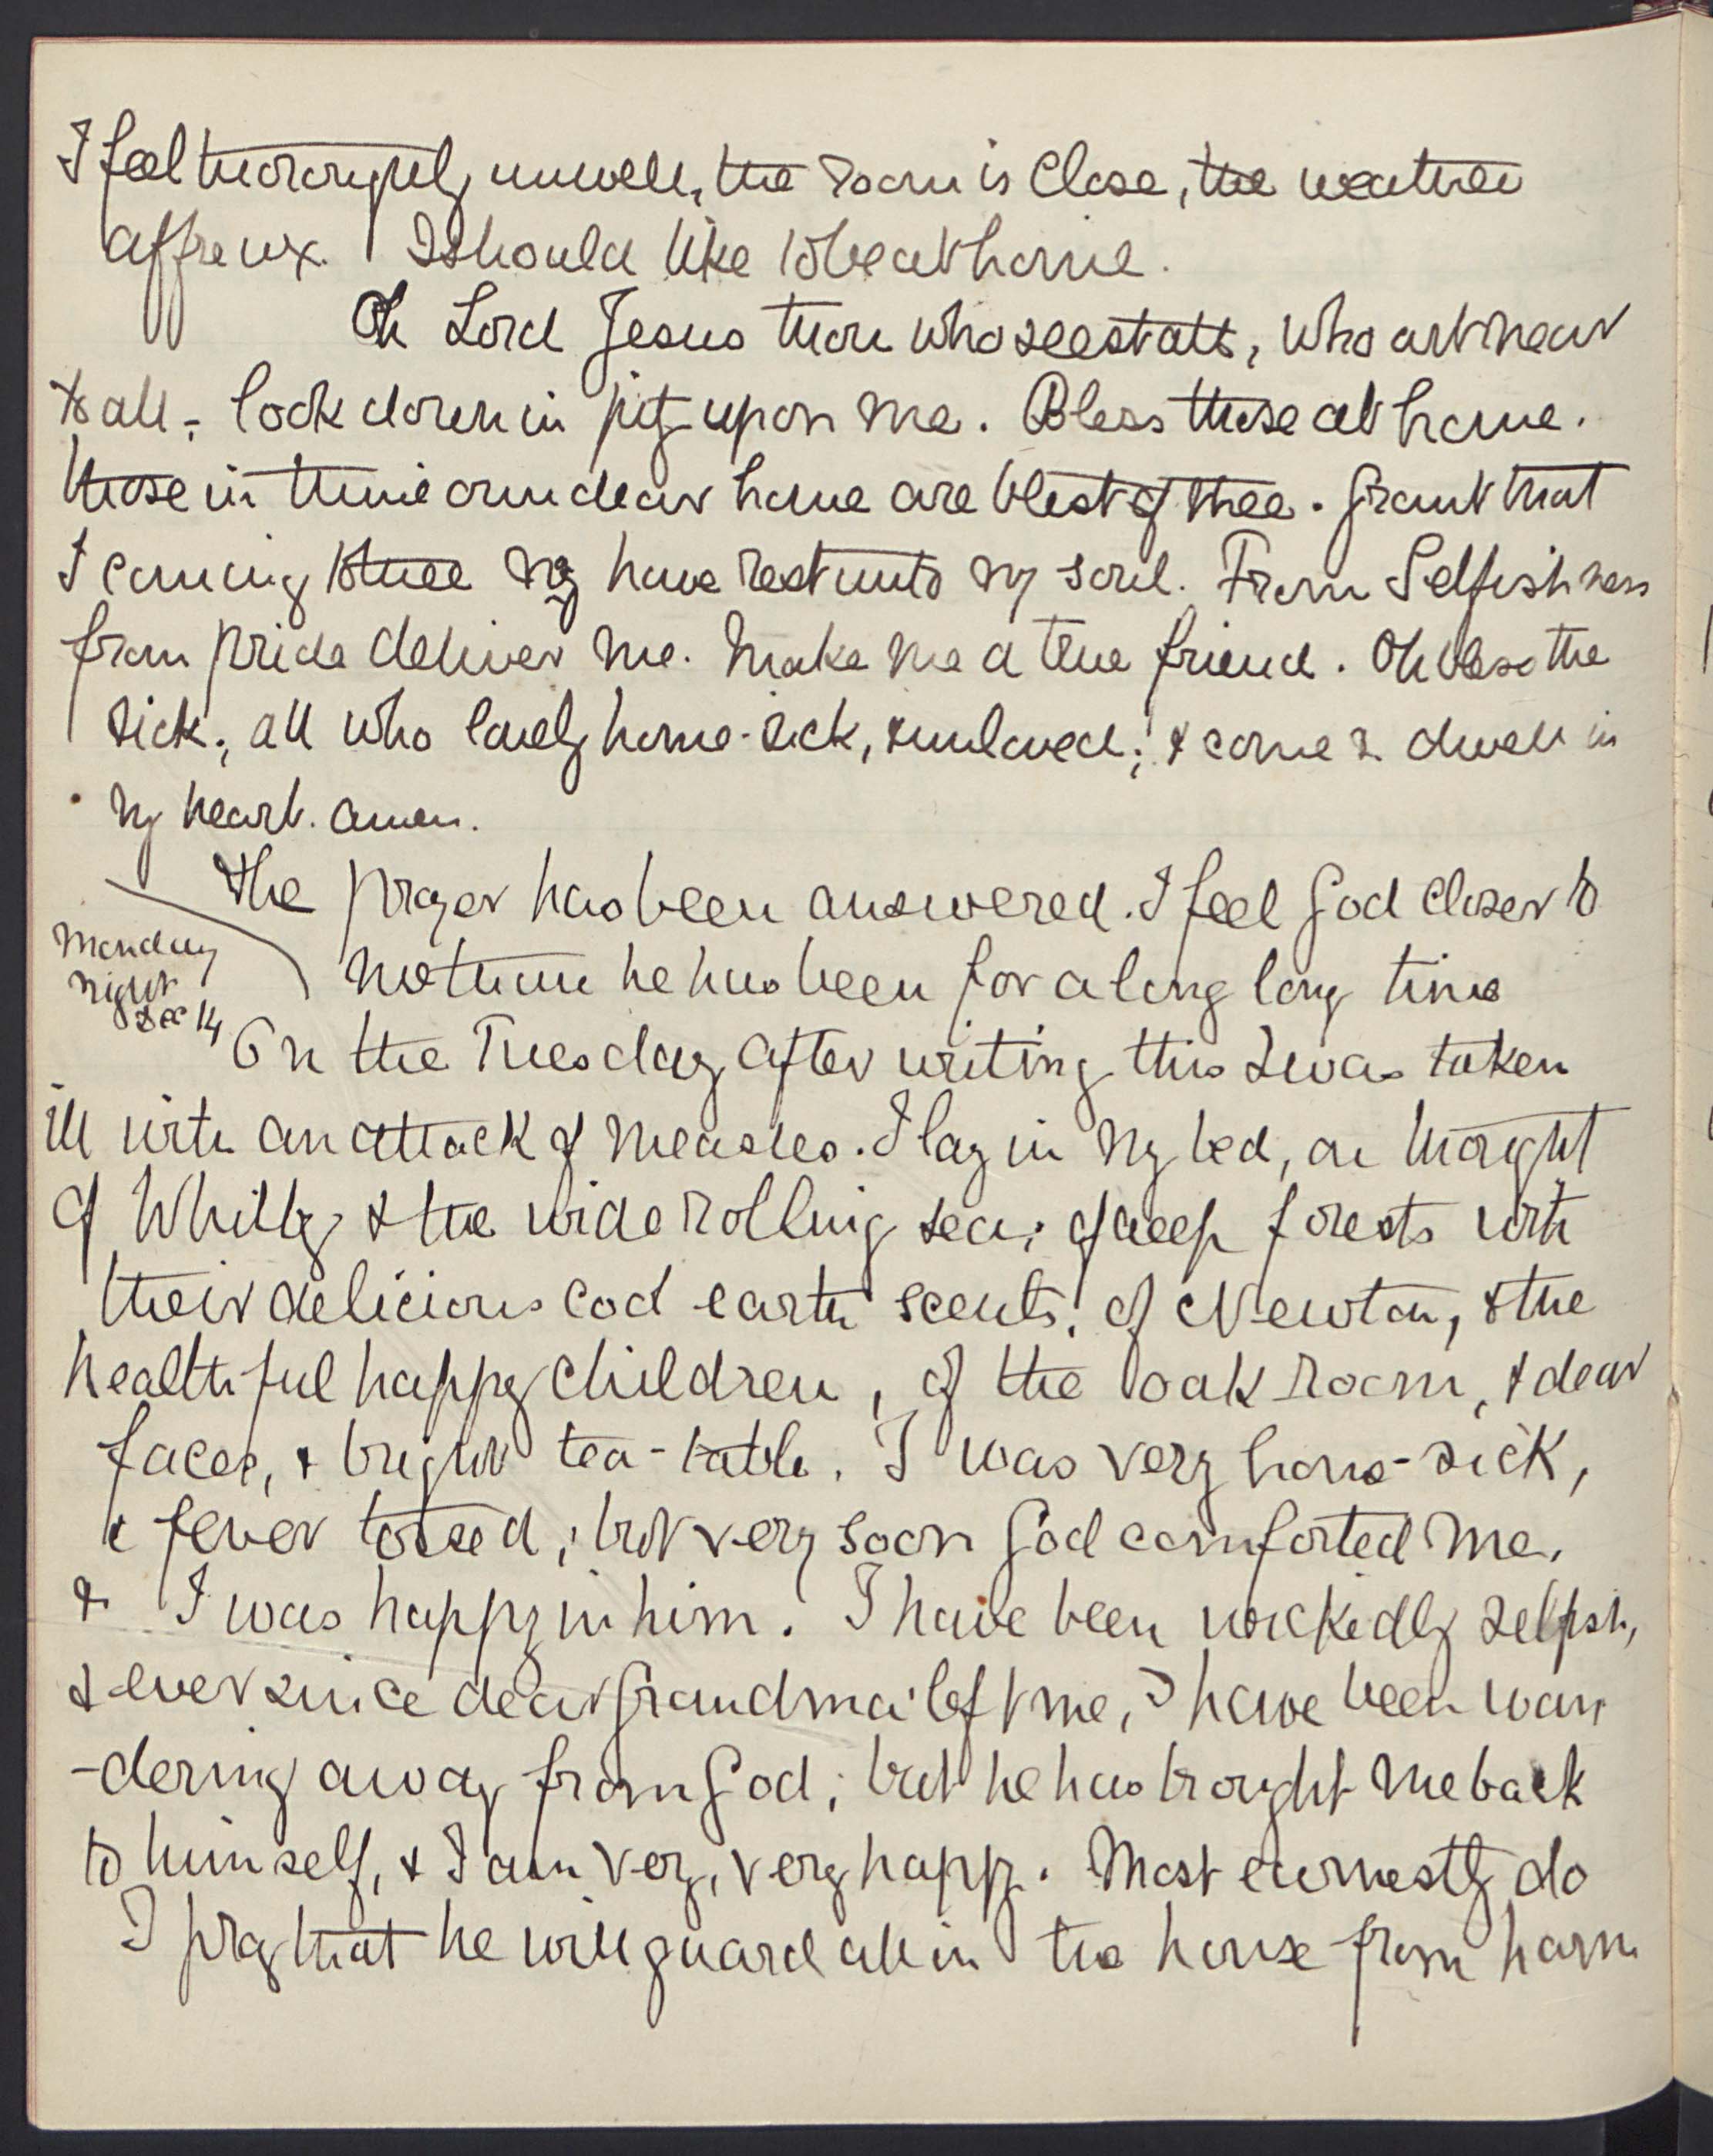 I feel thoroughly unwell, the room is close, the weather
affreux. I should like to be at home.
Oh Lord Jesus thou who seest all, who art near
to all, look down in pity upon me. Bless those at home.
those in thine own dear home are blest of thee. Grant that
I coming to thee my have rest unto my soul. From Selfishness
from pride deliver me. Make me a true friend. Oh bless the
sick, all who lonely home-sick, & unloved; & come & dwell in
my heart. Amen.
The prayer has been answered. I feel God closer to
me than he has been for a long long time
Monday
night
Dec 14
On the Tuesday after writing this I was taken
ill with an attack of measles. I lay in my bed, an thought
of Whitby & the wide rolling sea; of deep forests with
their delicious cool earth scents; of Newton, & the
healthful happy children, of the oak room, & dear
faces, & bright tea-table. I was very home-sick,
& fever tossed; but very soon God comforted me,
& I was happy in him. I have been wickedly selfish,
& ever since dear Grandmai left me, I have been wan
-dering away from God; but he has brought me back
to himself, & I am very, very happy. Most earnestly do
I pray that he will guard all in the house from harm